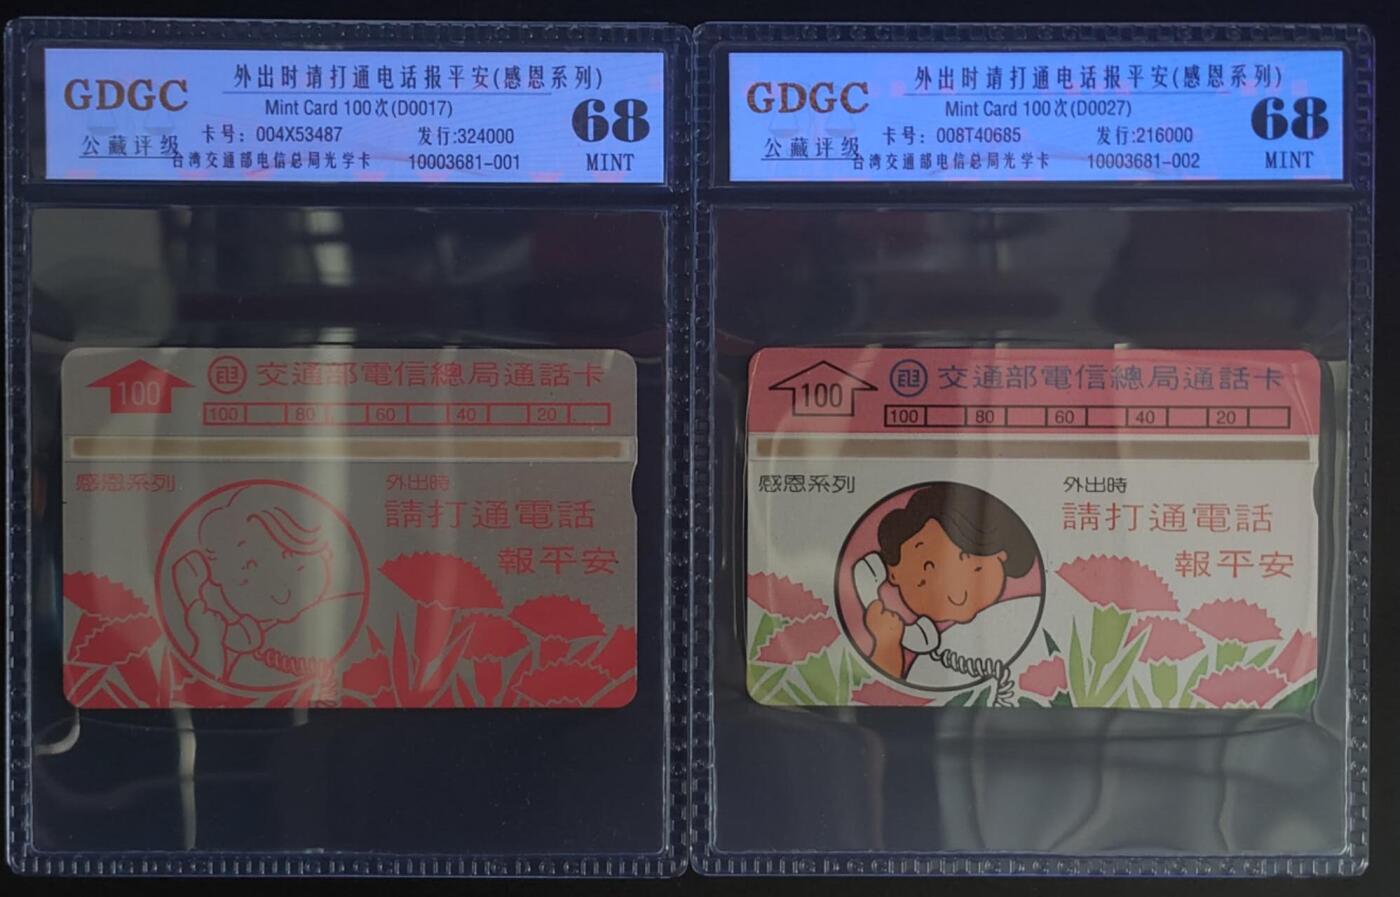 GDGC
公藏评级
外出时请打通电话报平安(感恩系列)
Mint Card 100次(D0017)
卡号：004X53487 发行:324000
台湾交通部电信总局光学卡 10003681-001
68
MINT
100
交通部電信總局通話卡
100 80 60 40 20
感恩系列
外出時
請打通電話
報平安
GDGC
公藏评级
外出时请打通电话报平安(感恩系列)
Mint Card 100次(D0027)
卡号：008T40685 发行:216000
台湾交通部电信总局光学卡 10003681-002
68
MINT
100
交通部電信總局通話卡
100 80 60 40 20
感恩系列
外出時
請打通電話
報平安